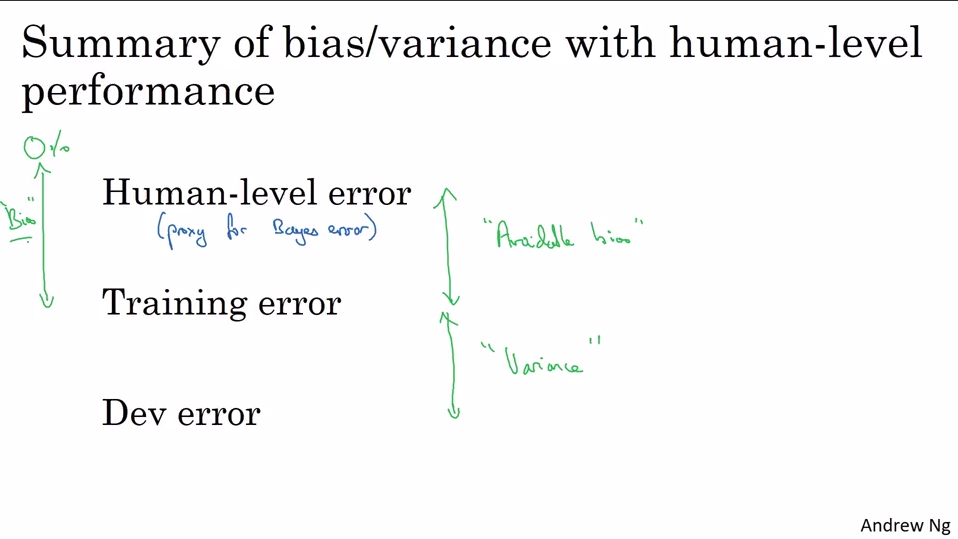 Summary of bias/variance with human-level
performance
0%
Human-level error
(proxy for Bayes error)
"Bias"
"Avoidable bias"
Training error
"Variance"
Dev error
Andrew Ng